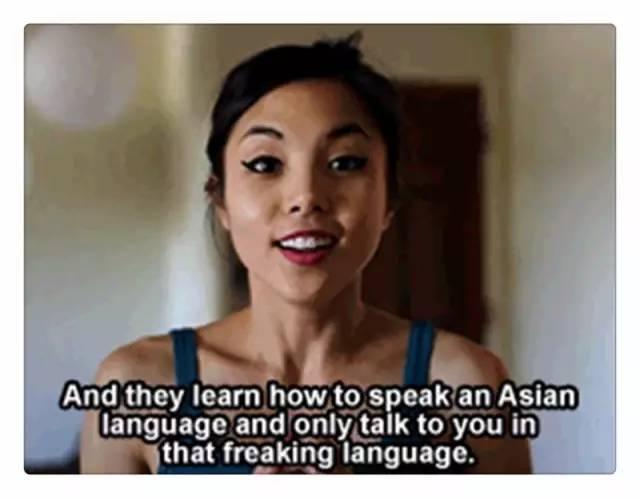 And they learn how to speak an Asian
language and only talk to you in
that freaking language.